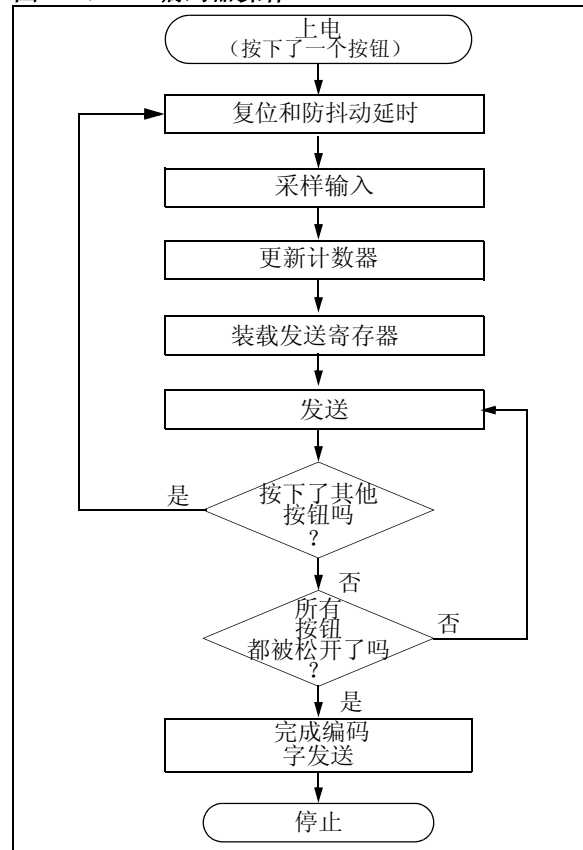 上电
（按下了一个按钮）
复位和防抖动延时
采样输入
更新计数器
装载发送寄存器
发送
是
按下了其他
按钮吗
？
否
所有
按钮
都被松开了吗
？
否
是
完成编码
字发送
停止